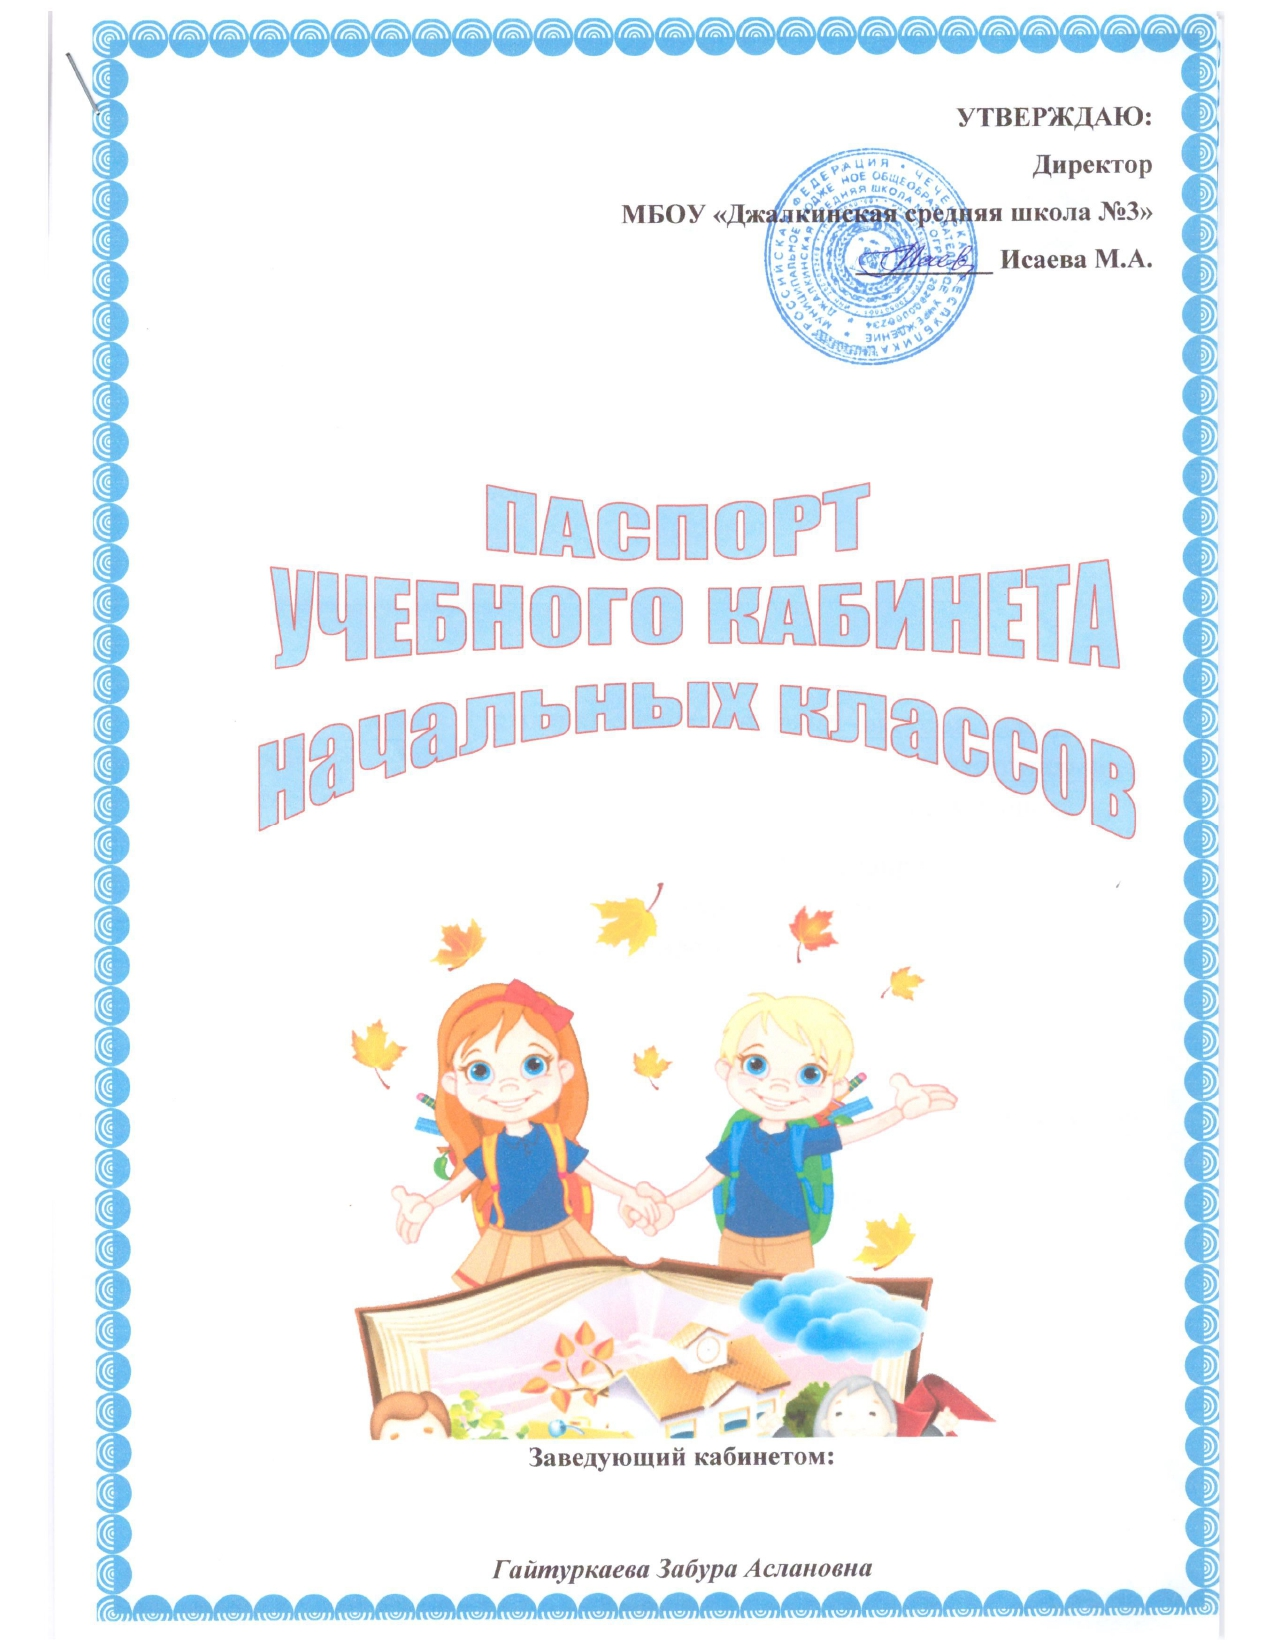 УТВЕРЖДАЮ:
Директор
МБОУ «Джалкинская средняя школа №3»
Исаева М.А.
ПАСПОРТ
УЧЕБНОГО КАБИНЕТА
начальных классов
Заведующий кабинетом:
Гайтуркаева Забура Аслановна